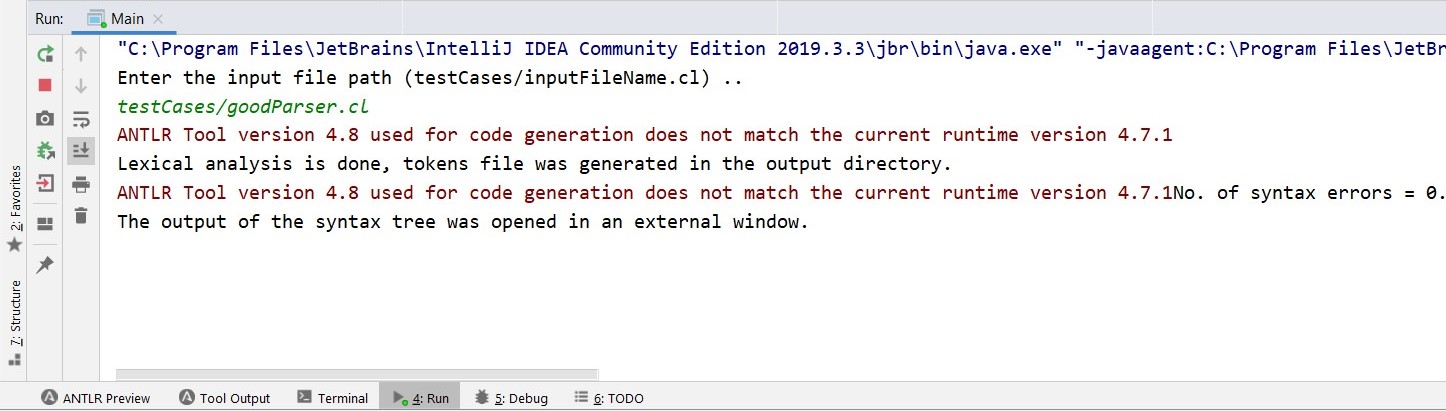 Run: Main ×
"C:\Program Files\JetBrains\IntelliJ IDEA Community Edition 2019.3.3\jbr\bin\java.exe" "-javaagent:C:\Program Files\JetBr
Enter the input file path (testCases/inputFileName.cl) ..
testCases/goodParser.cl
ANTLR Tool version 4.8 used for code generation does not match the current runtime version 4.7.1
Lexical analysis is done, tokens file was generated in the output directory.
ANTLR Tool version 4.8 used for code generation does not match the current runtime version 4.7.1No. of syntax errors = 0.
The output of the syntax tree was opened in an external window.
2: Favorites
7: Structure
ANTLR Preview Tool Output Terminal 4: Run 5: Debug 6: TODO